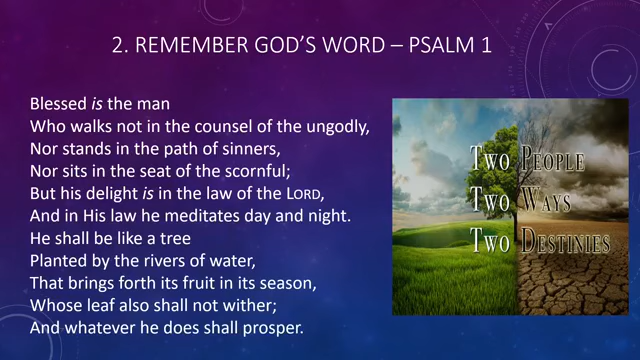 2. REMEMBER GOD'S WORD – PSALM 1
Blessed is the man
Who walks not in the counsel of the ungodly,
Nor stands in the path of sinners,
Nor sits in the seat of the scornful;
But his delight is in the law of the LORD,
And in His law he meditates day and night.
He shall be like a tree
Planted by the rivers of water,
That brings forth its fruit in its season,
Whose leaf also shall not wither;
And whatever he does shall prosper.
TWO PEOPLE
TWO WAYS
TWO DESTINIES